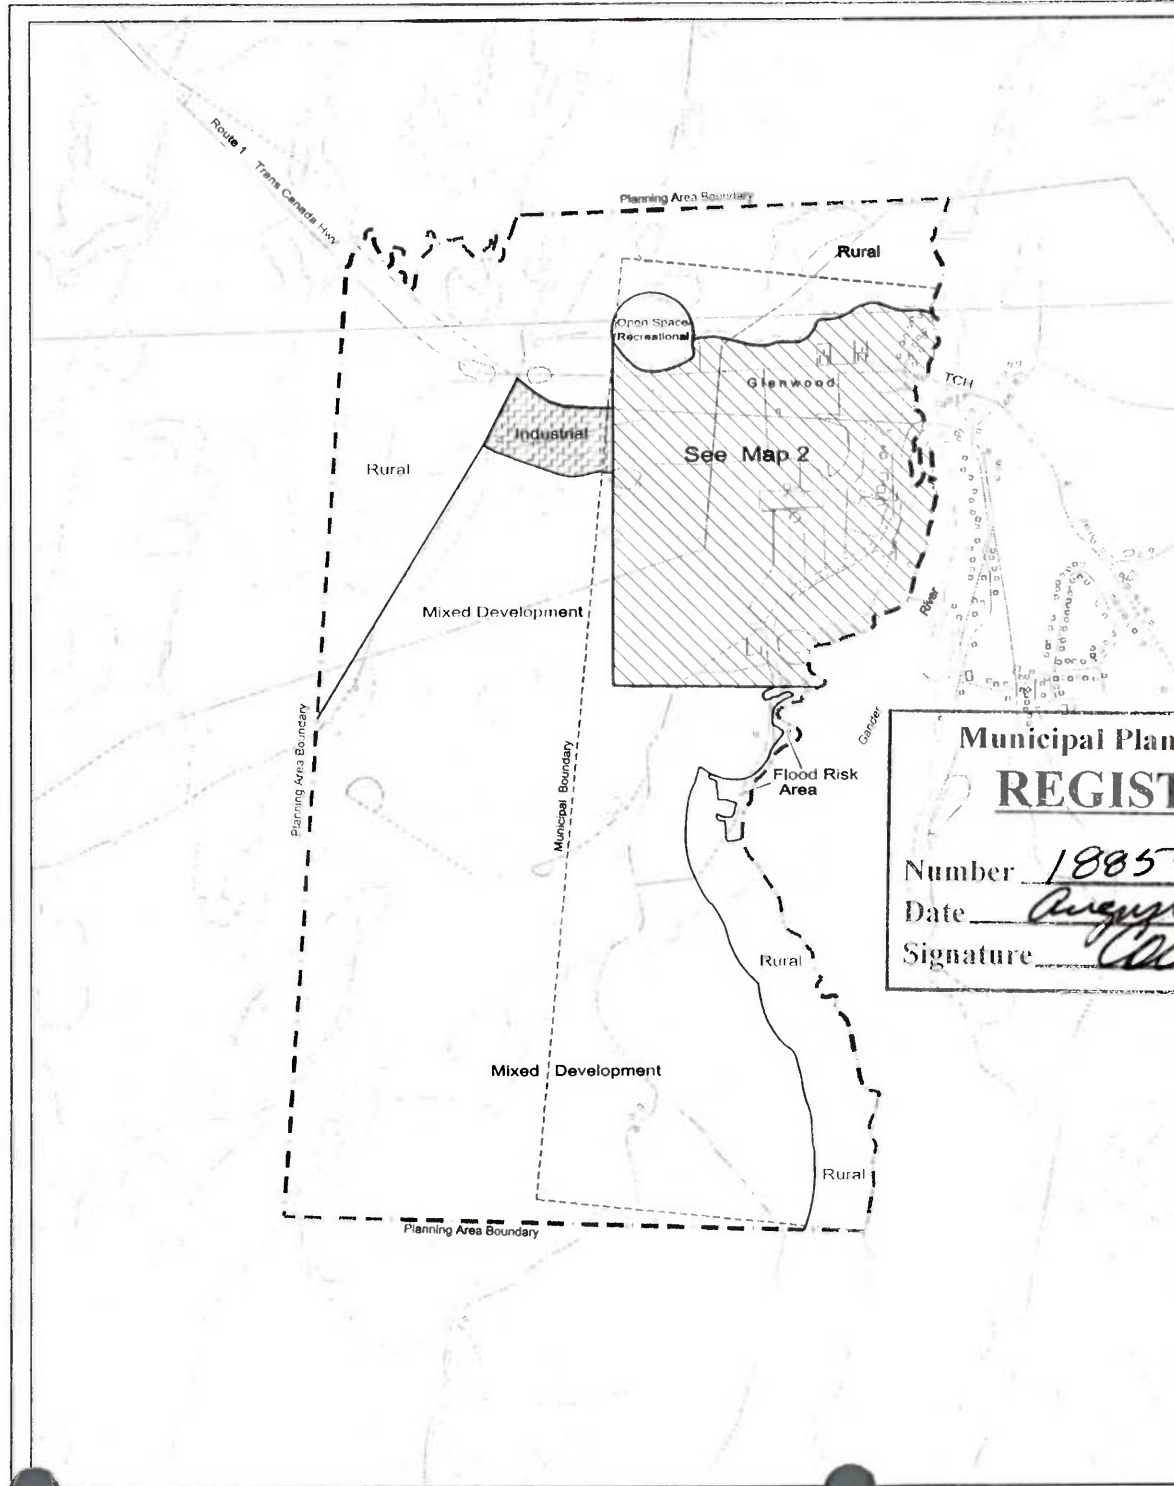 Route 1 Trans Canada Hwy
Planning Area Boundary
Rural
Open Space
Recreational
Glenwood
TCH
Industrial
See Map 2
Rural
Mixed Development
River
Gander
Planning Area Boundary
Municipal Boundary
Flood Risk
Area
Municipal Plan
REGIST
Number 1885
Date
Signature
Rural
Mixed Development
Rural
Planning Area Boundary